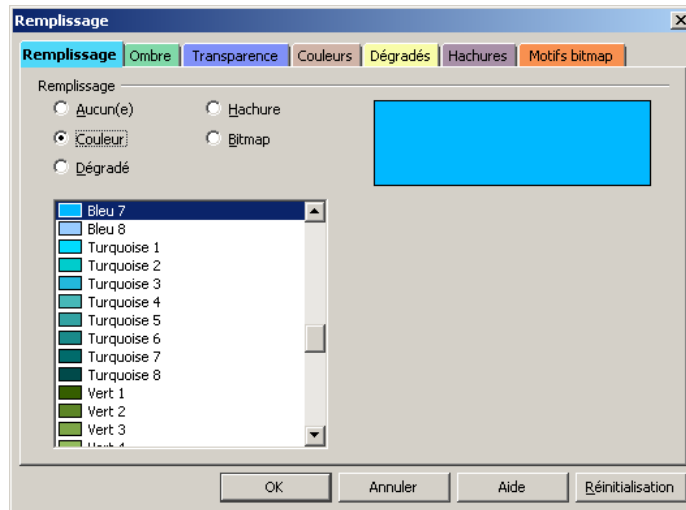 Remplissage
Remplissage Ombre Transparence Couleurs Dégradés Hachures Motifs bitmap
Remplissage
Aucun(e) Hachure
Couleur Bitmap
Dégradé
Bleu 7
Bleu 8
Turquoise 1
Turquoise 2
Turquoise 3
Turquoise 4
Turquoise 5
Turquoise 6
Turquoise 7
Turquoise 8
Vert 1
Vert 2
Vert 3
OK Annuler Aide Réinitialisation